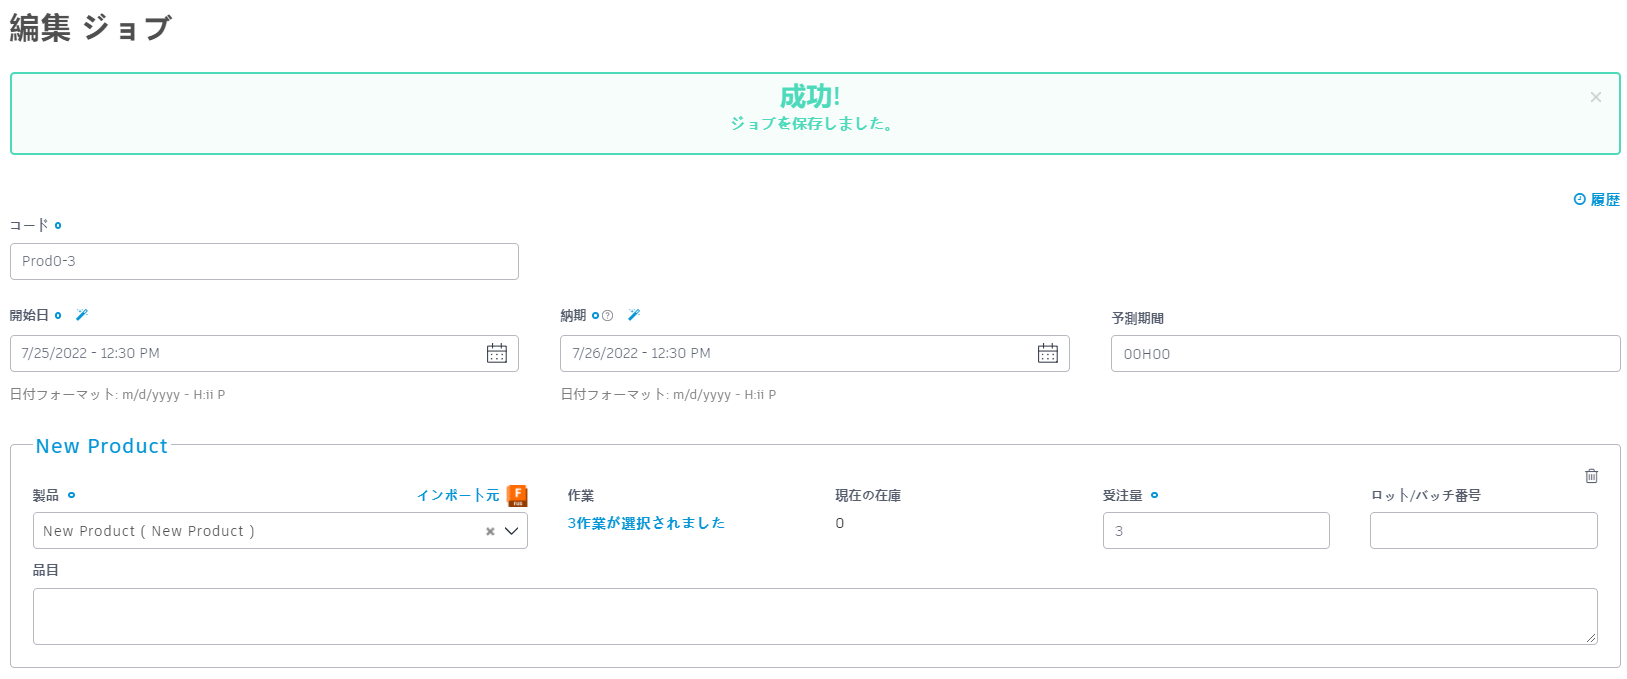 編集 ジョブ
成功!
ジョブを保存しました。
履歴
コード
Prod0-3
開始日
納期
予測期間
7/25/2022 - 12:30 PM
7/26/2022 - 12:30 PM
00H00
日付フォーマット: m/d/yyyy - H:ii P
日付フォーマット: m/d/yyyy - H:ii P
New Product
製品
インポート元
作業
現在の在庫
受注量
ロット/バッチ番号
New Product ( New Product )
3作業が選択されました
0
3
品目